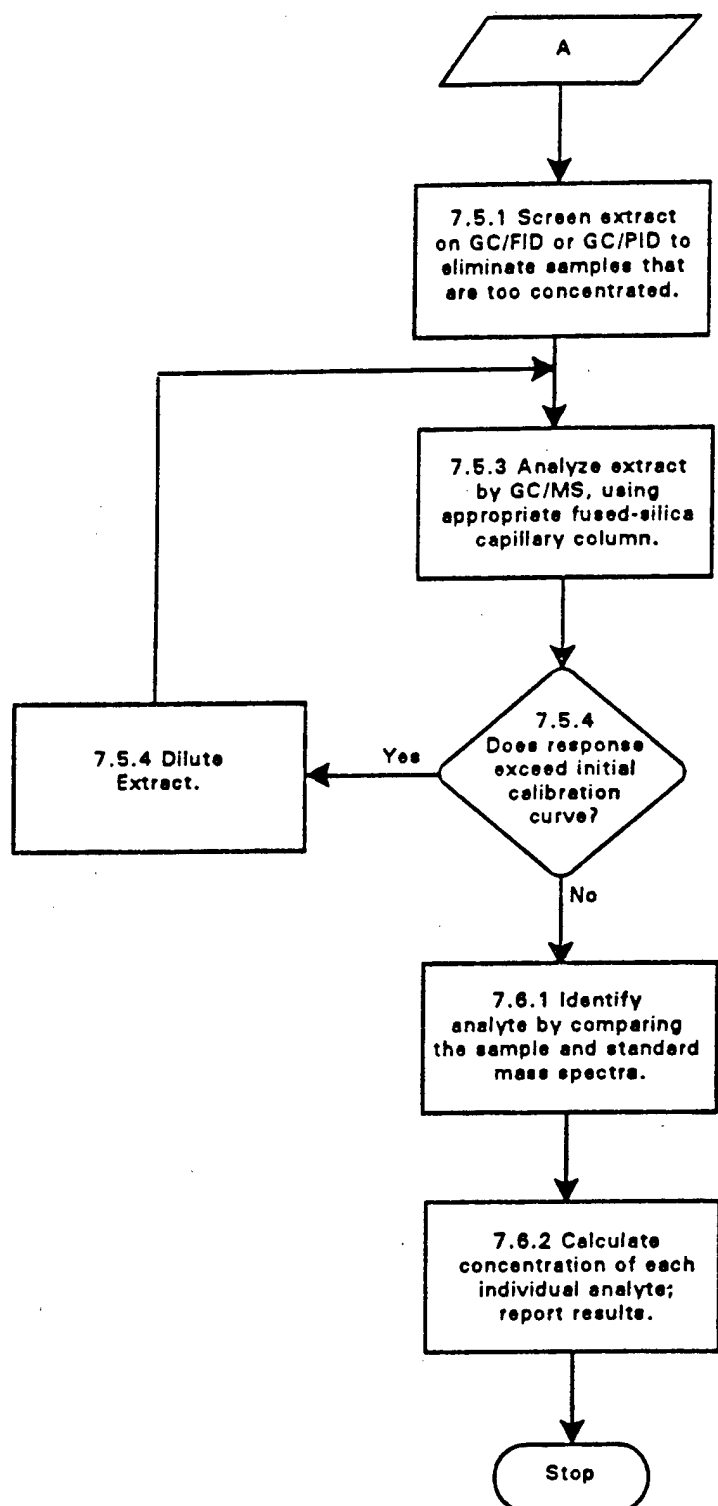 A
7.5.1 Screen extract
on GC/FID or GC/PID to
eliminate samples that
are too concentrated.
7.5.3 Analyze extract
by GC/MS, using
appropriate fused-silica
capillary column.
7.5.4
Does response
exceed initial
calibration
curve?
Yes
7.5.4 Dilute
Extract.
No
7.6.1 Identify
analyte by comparing
the sample and standard
mass spectra.
7.6.2 Calculate
concentration of each
individual analyte;
report results.
Stop